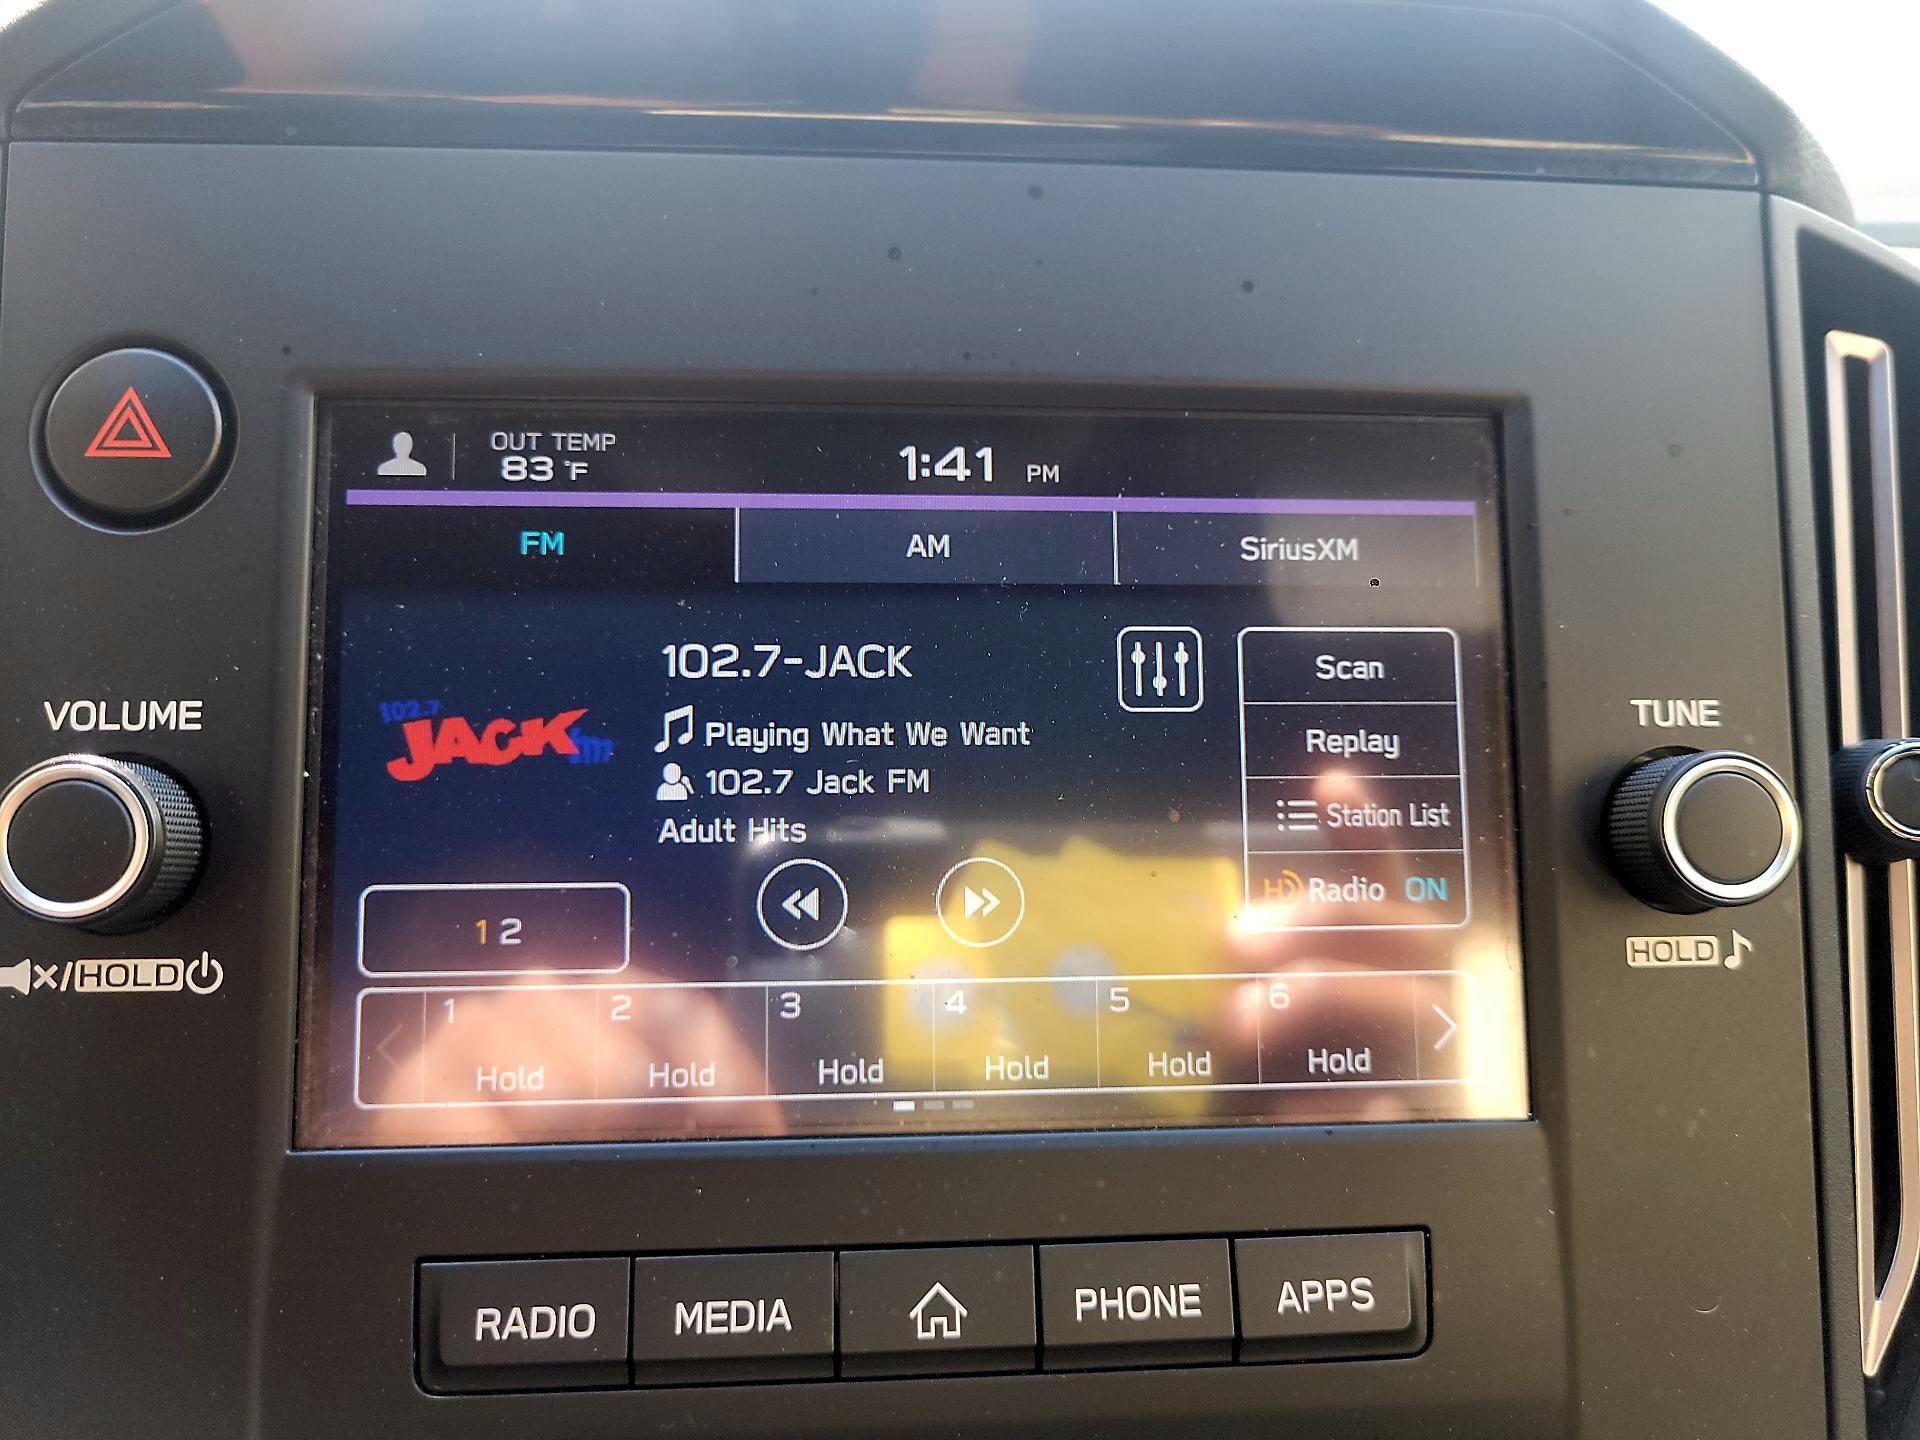 OUT TEMP
83 °F
1:41 PM
FM
AM
SiriusXM
102.7
JACK
fm
102.7-JACK
Playing What We Want
102.7 Jack FM
Adult Hits
Scan
Replay
Station List
HD Radio ON
1 2
1
2
3
4
5
6
Hold
Hold
Hold
Hold
Hold
Hold
VOLUME
x/HOLD
TUNE
HOLD
RADIO
MEDIA
PHONE
APPS